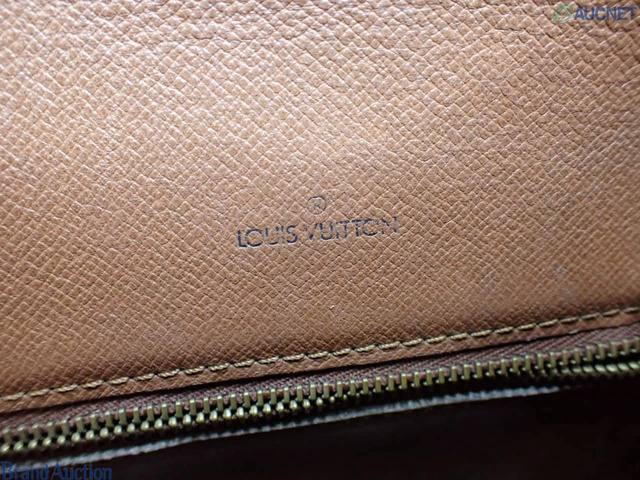 AUCNET
®
LOUIS VUITTON
Brand Auction